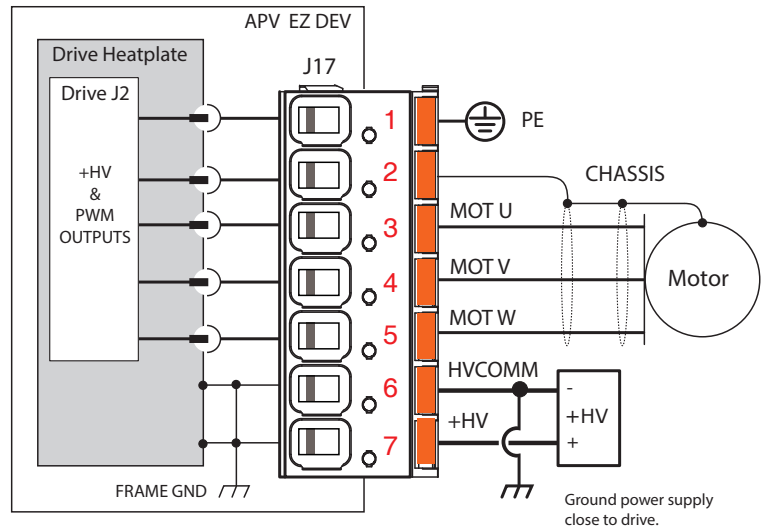 APV EZ DEV
Drive Heatplate
J17
Drive J2
+HV
&
PWM
OUTPUTS
1
PE
2
CHASSIS
MOT U
3
MOT V
4
Motor
MOT W
5
HVCOMM
6
-
+HV
+HV
7
+
FRAME GND
Ground power supply
close to drive.